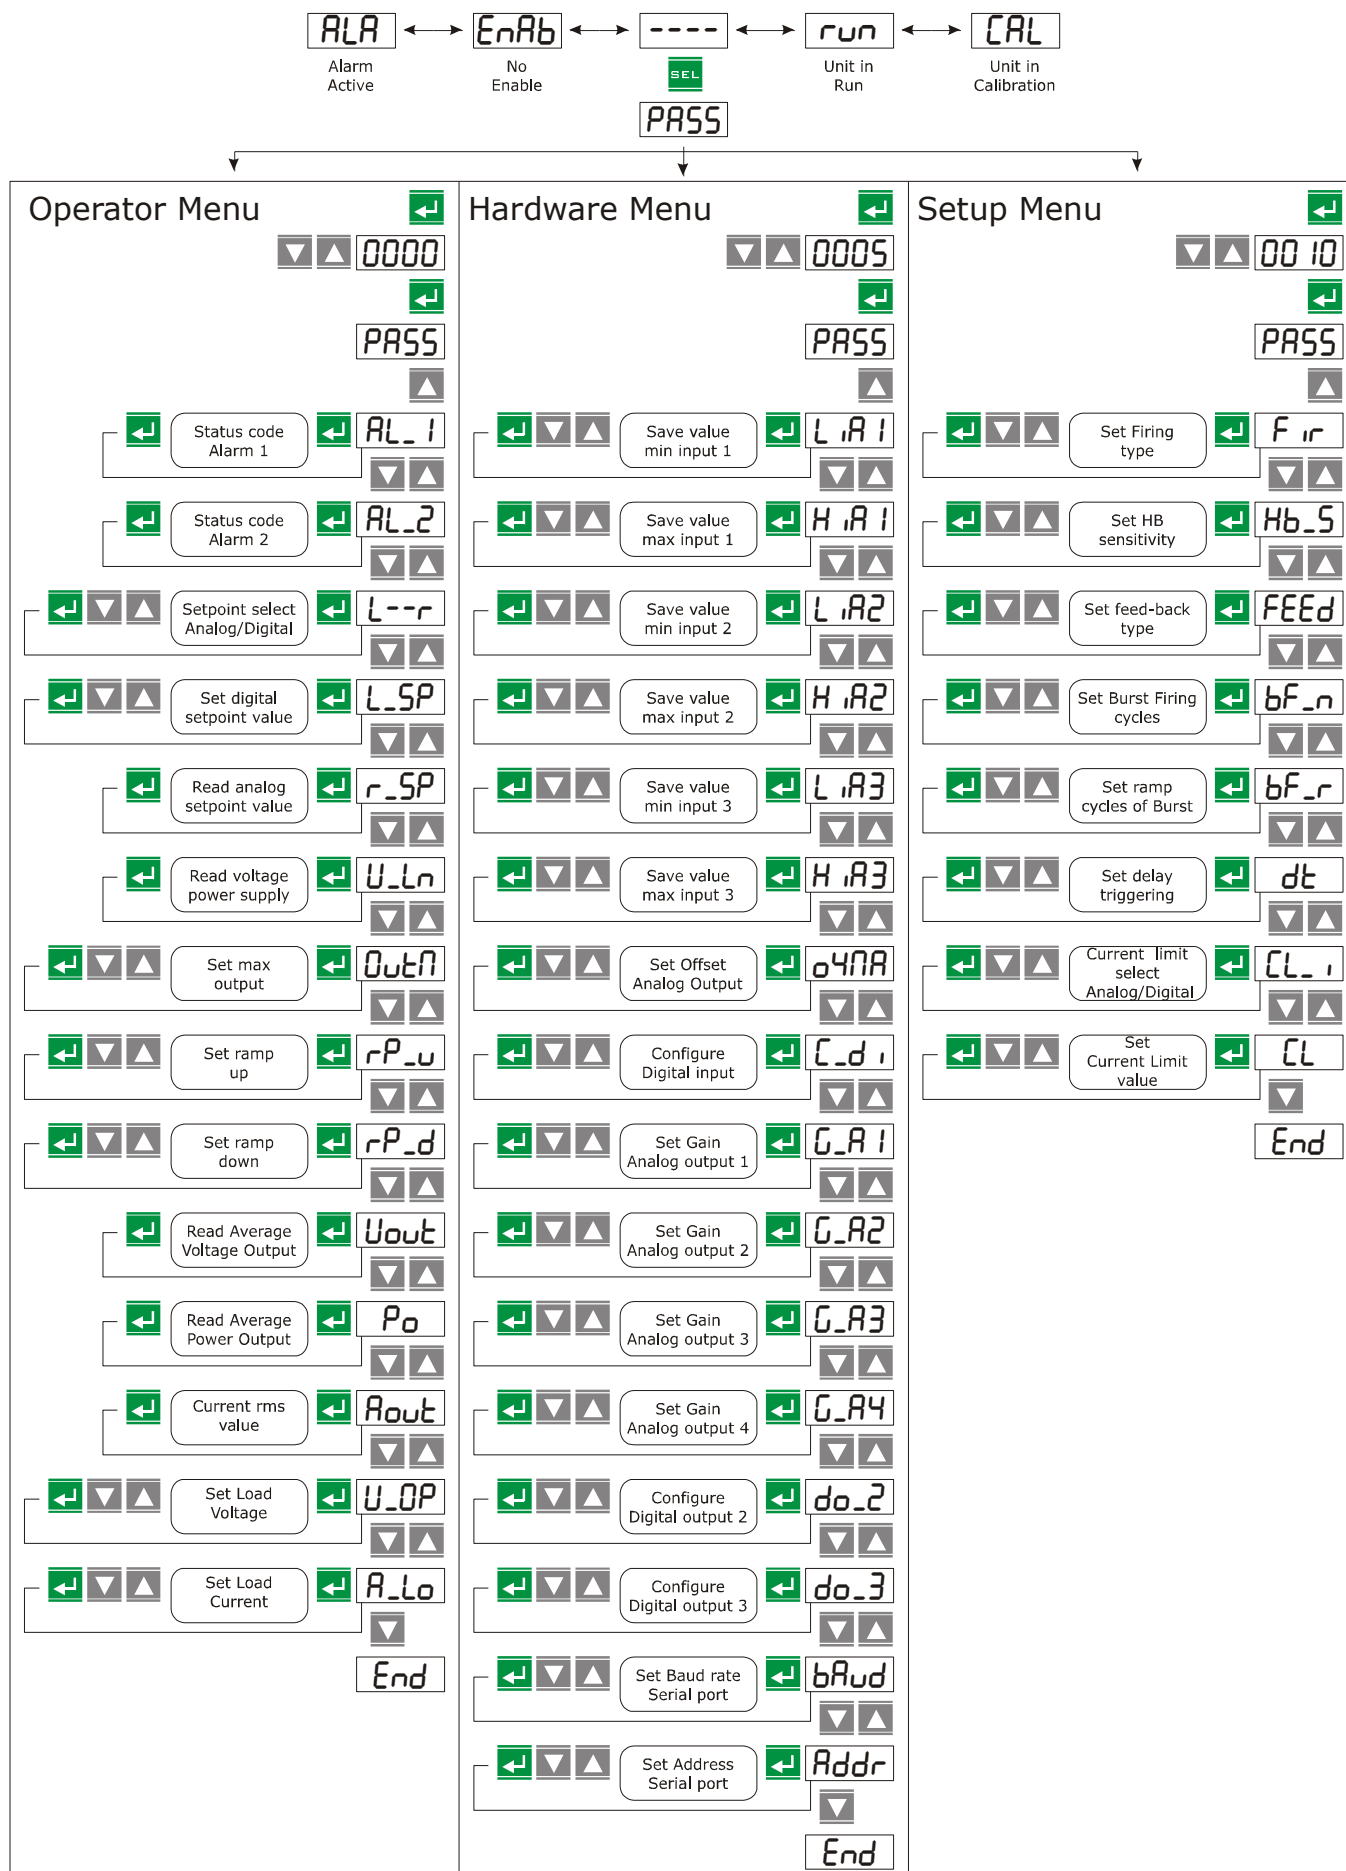 ALA
EnAb
----
run
CAL
Alarm
Active
No
Enable
SEL
Unit in
Run
Unit in
Calibration
PASS
Operator Menu
0000
PASS
Status code
Alarm 1
AL_1
Status code
Alarm 2
AL_2
Setpoint select
Analog/Digital
L--r
Set digital
setpoint value
L_SP
Read analog
setpoint value
r_SP
Read voltage
power supply
U_Ln
Set max
output
OutM
Set ramp
up
rP_u
Set ramp
down
rP_d
Read Average
Voltage Output
Uout
Read Average
Power Output
Po
Current rms
value
Aout
Set Load
Voltage
U_OP
Set Load
Current
A_Lo
End
Hardware Menu
0005
PASS
Save value
min input 1
LiA1
Save value
max input 1
HiA1
Save value
min input 2
LiA2
Save value
max input 2
HiA2
Save value
min input 3
LiA3
Save value
max input 3
HiA3
Set Offset
Analog Output
o4MA
Configure
Digital input
C_di
Set Gain
Analog output 1
G_A1
Set Gain
Analog output 2
G_A2
Set Gain
Analog output 3
G_A3
Set Gain
Analog output 4
G_A4
Configure
Digital output 2
do_2
Configure
Digital output 3
do_3
Set Baud rate
Serial port
bAud
Set Address
Serial port
Addr
End
Setup Menu
0010
PASS
Set Firing
type
Fir
Set HB
sensitivity
Hb_S
Set feed-back
type
FEEd
Set Burst Firing
cycles
bF_n
Set ramp
cycles of Burst
bF_r
Set delay
triggering
dt
Current limit
select
Analog/Digital
CL_i
Set
Current Limit
value
CL
End